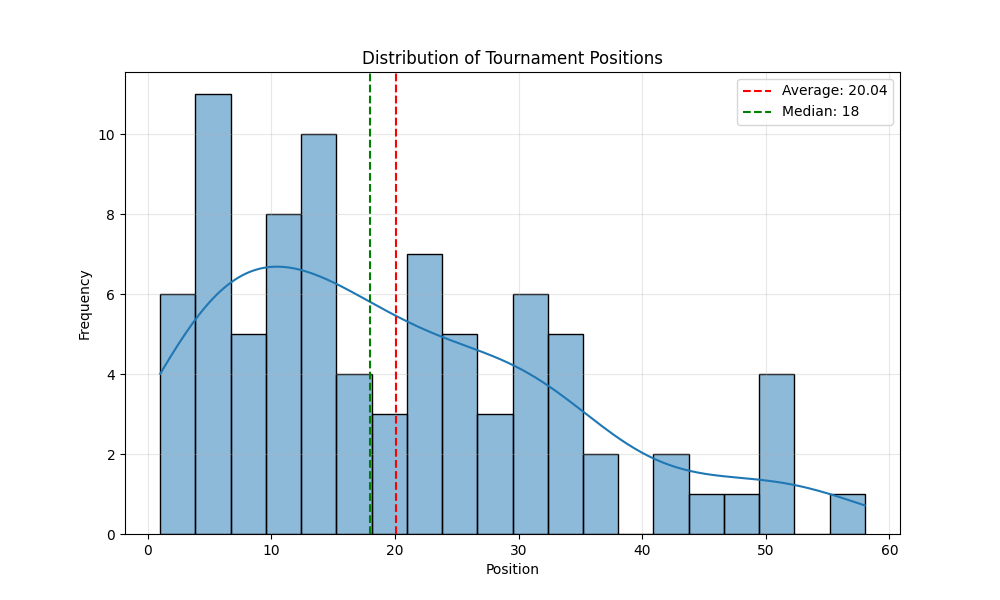 Distribution of Tournament Positions
Average: 20.04
Median: 18
10
8
6
4
2
0
Frequency
0 10 20 30 40 50 60
Position